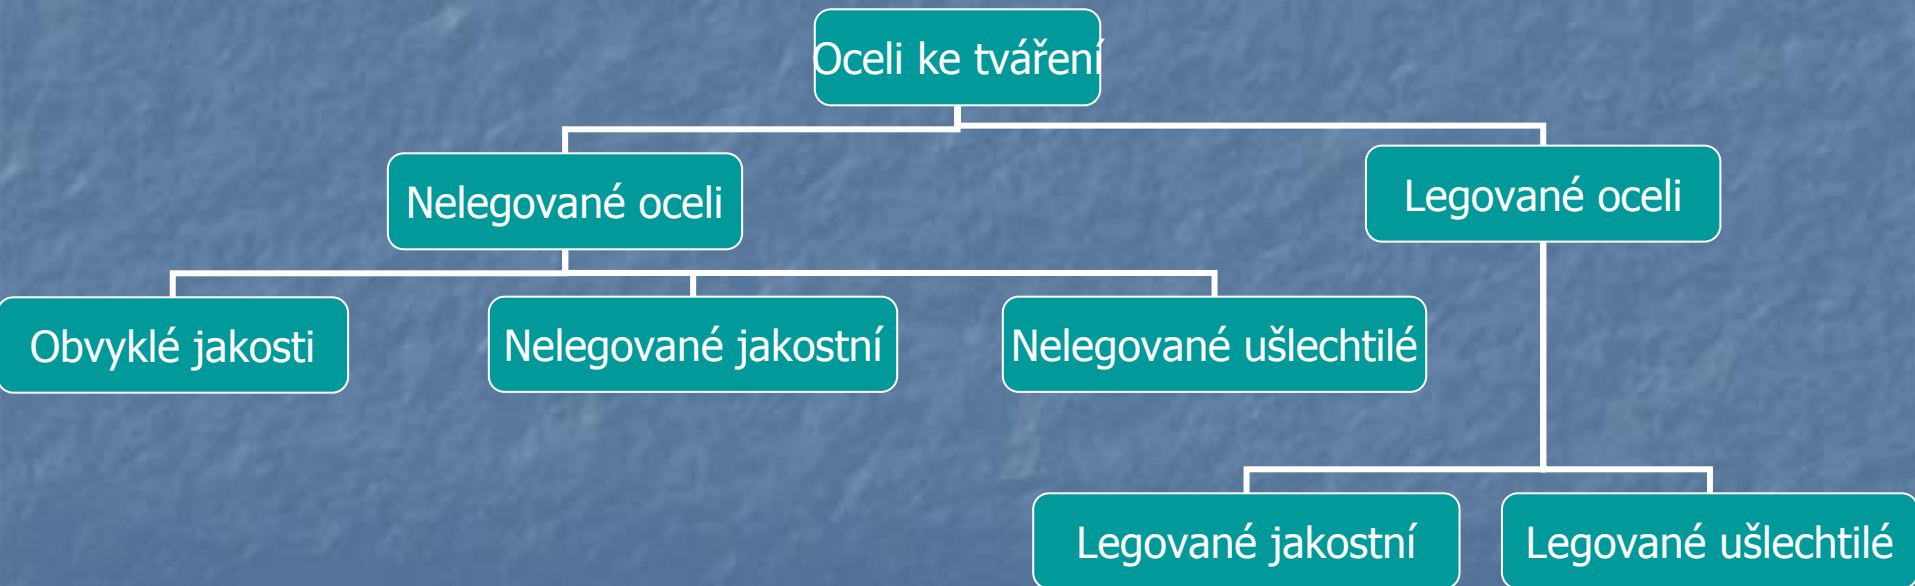 Oceli ke tváření
Nelegované oceli
Legované oceli
Obvyklé jakosti
Nelegované jakostní
Nelegované ušlechtilé
Legované jakostní
Legované ušlechtilé